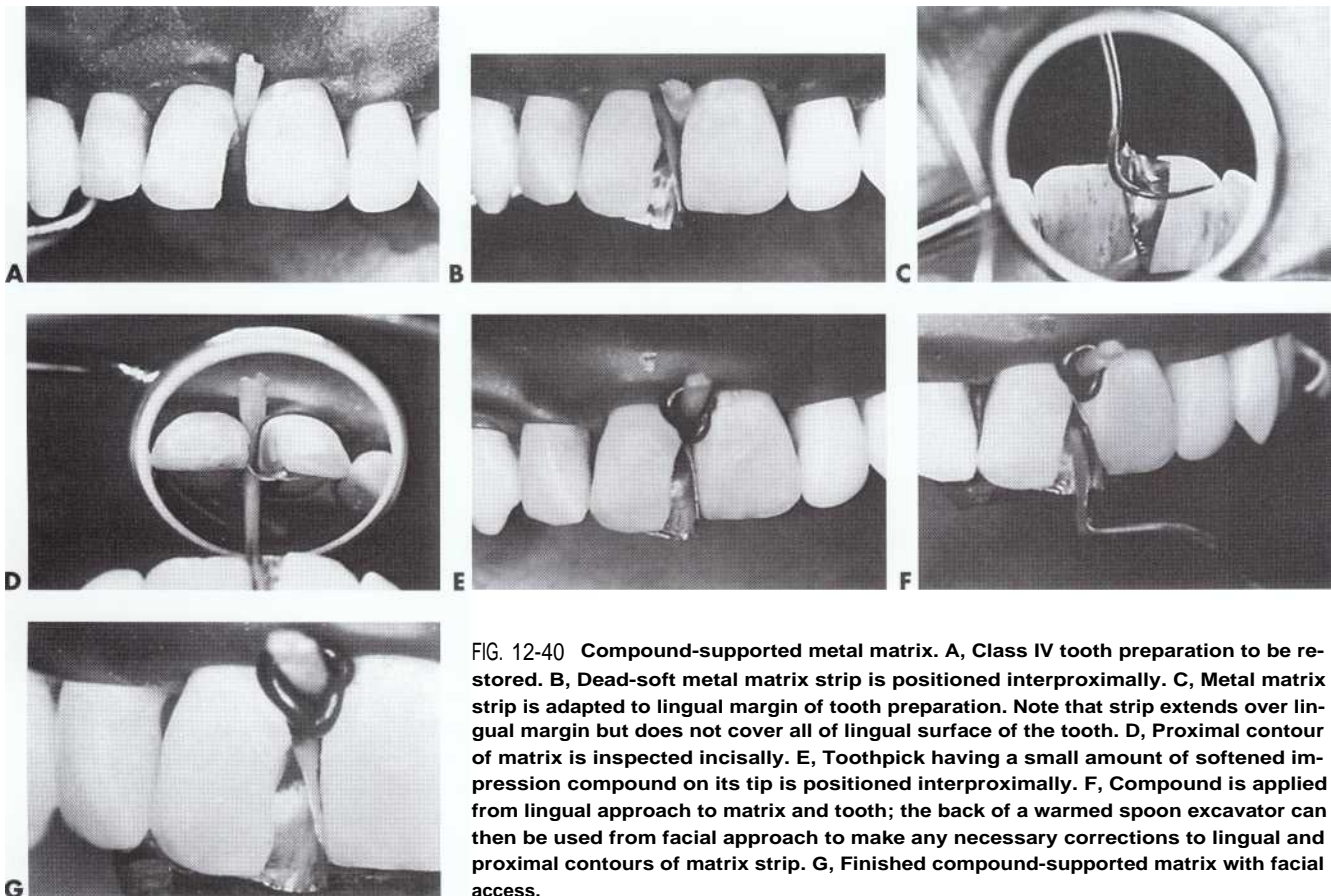 A
B
C
D
E
F
G
FIG. 12-40 Compound-supported metal matrix. A, Class IV tooth preparation to be re-
stored. B, Dead-soft metal matrix strip is positioned interproximally. C, Metal matrix
strip is adapted to lingual margin of tooth preparation. Note that strip extends over lin-
gual margin but does not cover all of lingual surface of the tooth. D, Proximal contour
of matrix is inspected incisally. E, Toothpick having a small amount of softened im-
pression compound on its tip is positioned interproximally. F, Compound is applied
from lingual approach to matrix and tooth; the back of a warmed spoon excavator can
then be used from facial approach to make any necessary corrections to lingual and
proximal contours of matrix strip. G, Finished compound-supported matrix with facial
access.